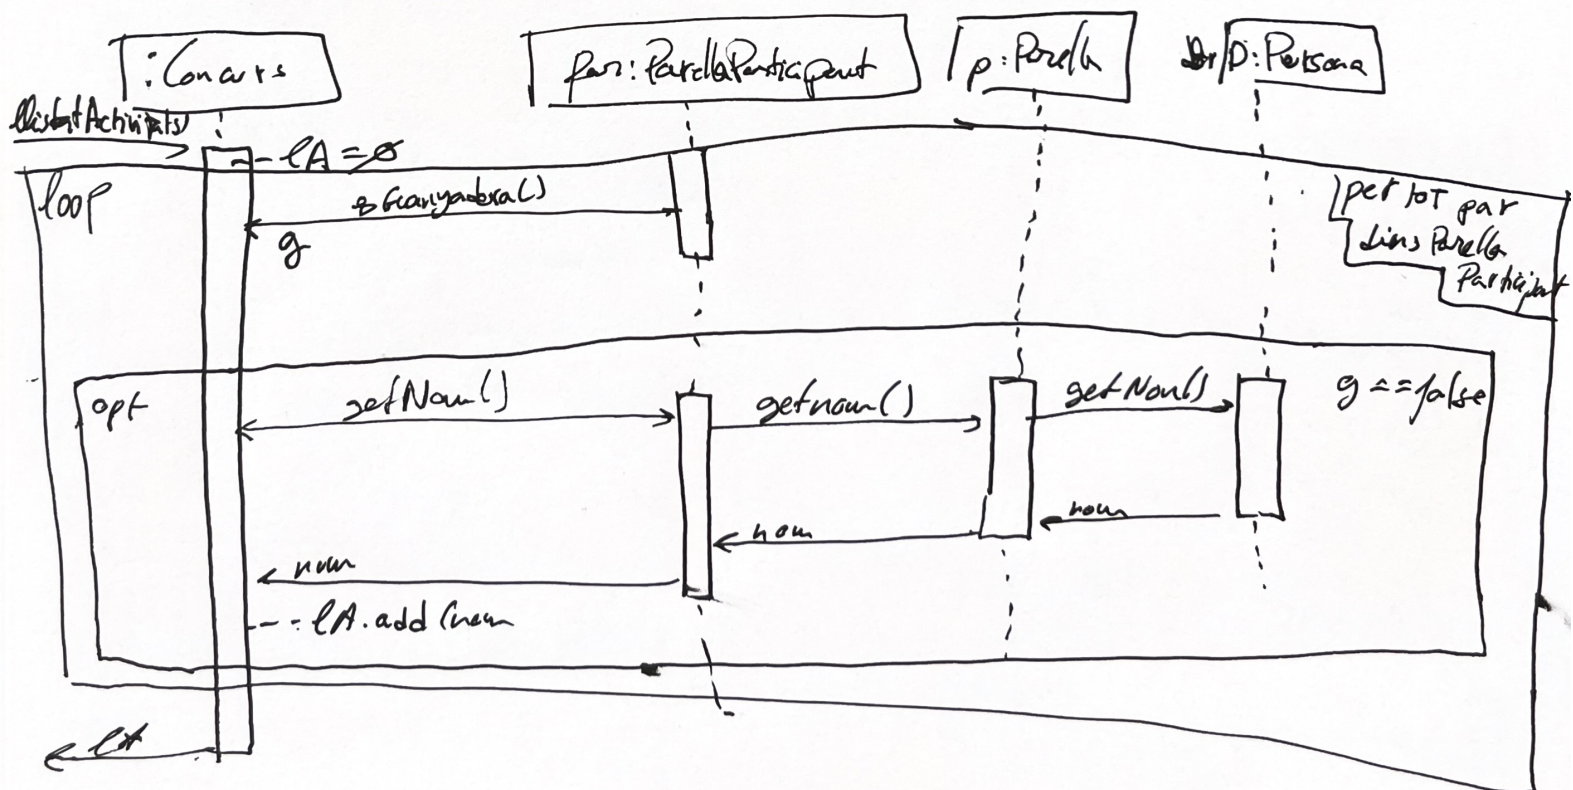 :Concurs
par:ParellaParticipant
p:Parella
D:Persona
llistatActivitats)
lA=ø
loop
esGuanyadora()
g
per tot par
dins Parella
Participant
opt
getNom()
getnom()
getNom()
g==false
nom
nom
nom
lA.add(nom
lA